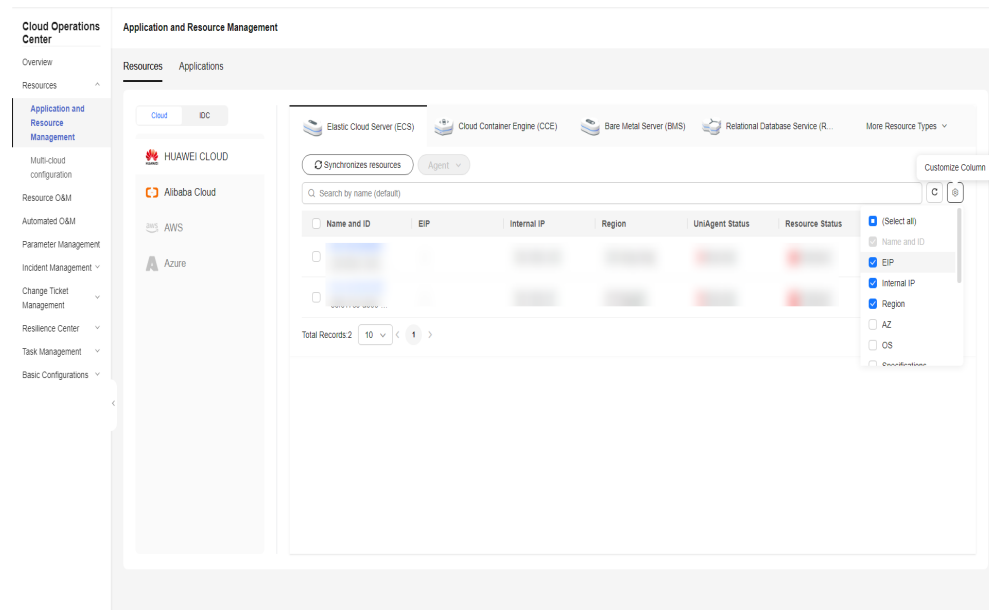 Cloud Operations
Center
Application and Resource Management
Overview
Resources
Application and
Resource
Management
Multi-cloud
configuration
Resource O&M
Automated O&M
Parameter Management
Incident Management
Change Ticket
Management
Resilience Center
Task Management
Basic Configurations
Resources Applications
Cloud IDC
HUAWEI CLOUD
Alibaba Cloud
AWS
Azure
Elastic Cloud Server (ECS) Cloud Container Engine (CCE) Bare Metal Server (BMS) Relational Database Service (R... More Resource Types
Synchronizes resources Agent
Customize Column
Search by name (default)
Name and ID EIP Internal IP Region UniAgent Status Resource Status
Total Records:2 10 1
(Select all)
Name and ID
EIP
Internal IP
Region
AZ
OS
Specifications